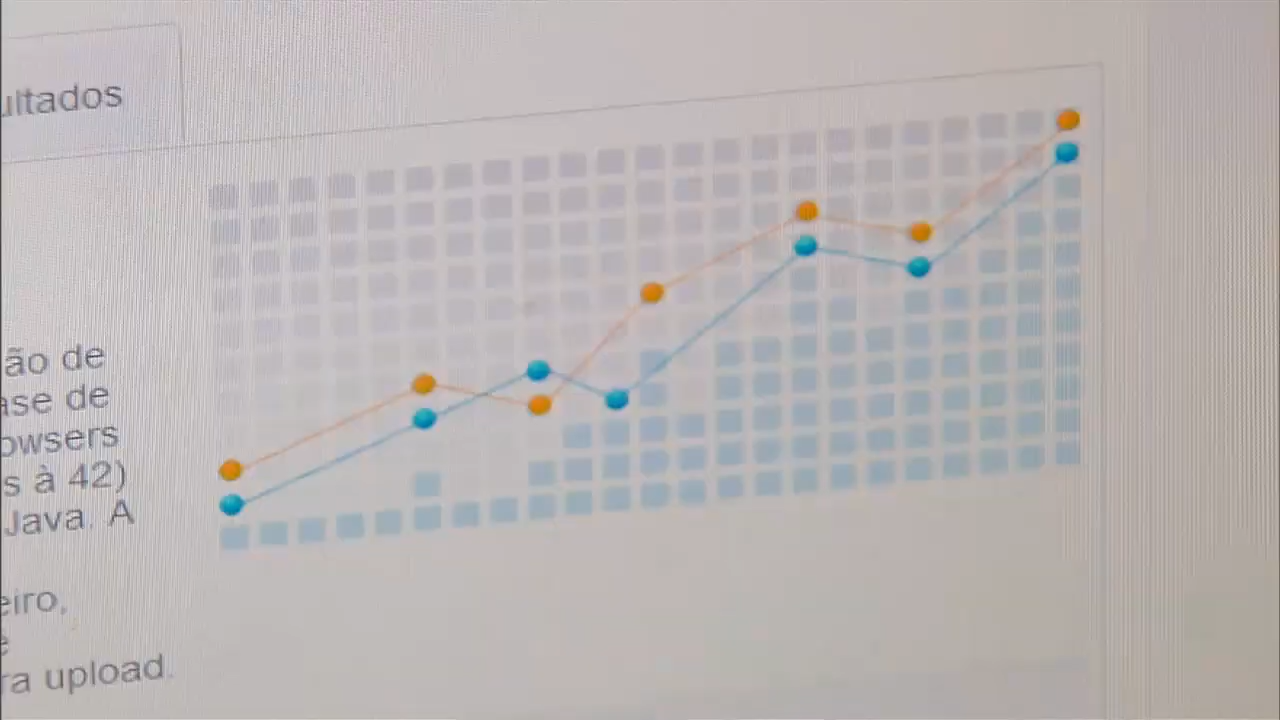 ultados
ão de
ase de
owsers
s à 42)
Java. A
eiro,
e
ra upload.